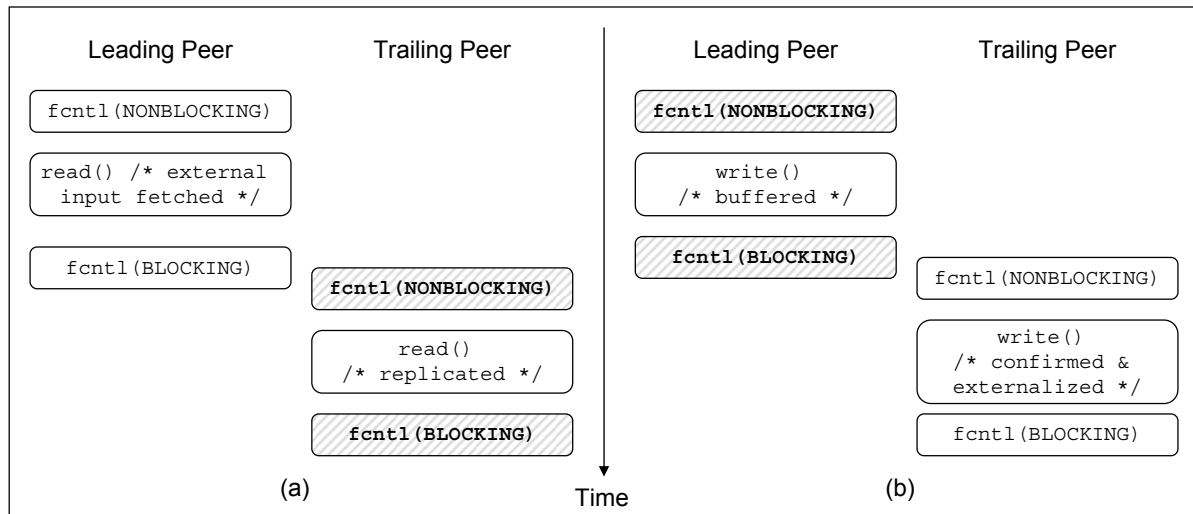 Leading Peer
Trailing Peer
fcntl(NONBLOCKING)
read() /* external
input fetched */
fcntl(BLOCKING)
fcntl(NONBLOCKING)
read()
/* replicated */
fcntl(BLOCKING)
(a)
Time
Leading Peer
Trailing Peer
fcntl(NONBLOCKING)
write()
/* buffered */
fcntl(BLOCKING)
fcntl(NONBLOCKING)
write()
/* confirmed &
externalized */
fcntl(BLOCKING)
(b)